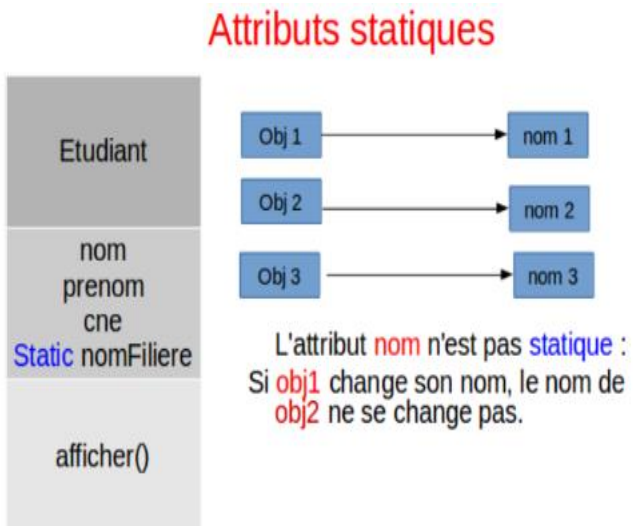 Attributs statiques
Etudiant
nom
prenom
cne
Static nomFiliere
afficher()
Obj 1
nom 1
Obj 2
nom 2
Obj 3
nom 3
L'attribut nom n'est pas statique :
Si obj1 change son nom, le nom de
obj2 ne se change pas.